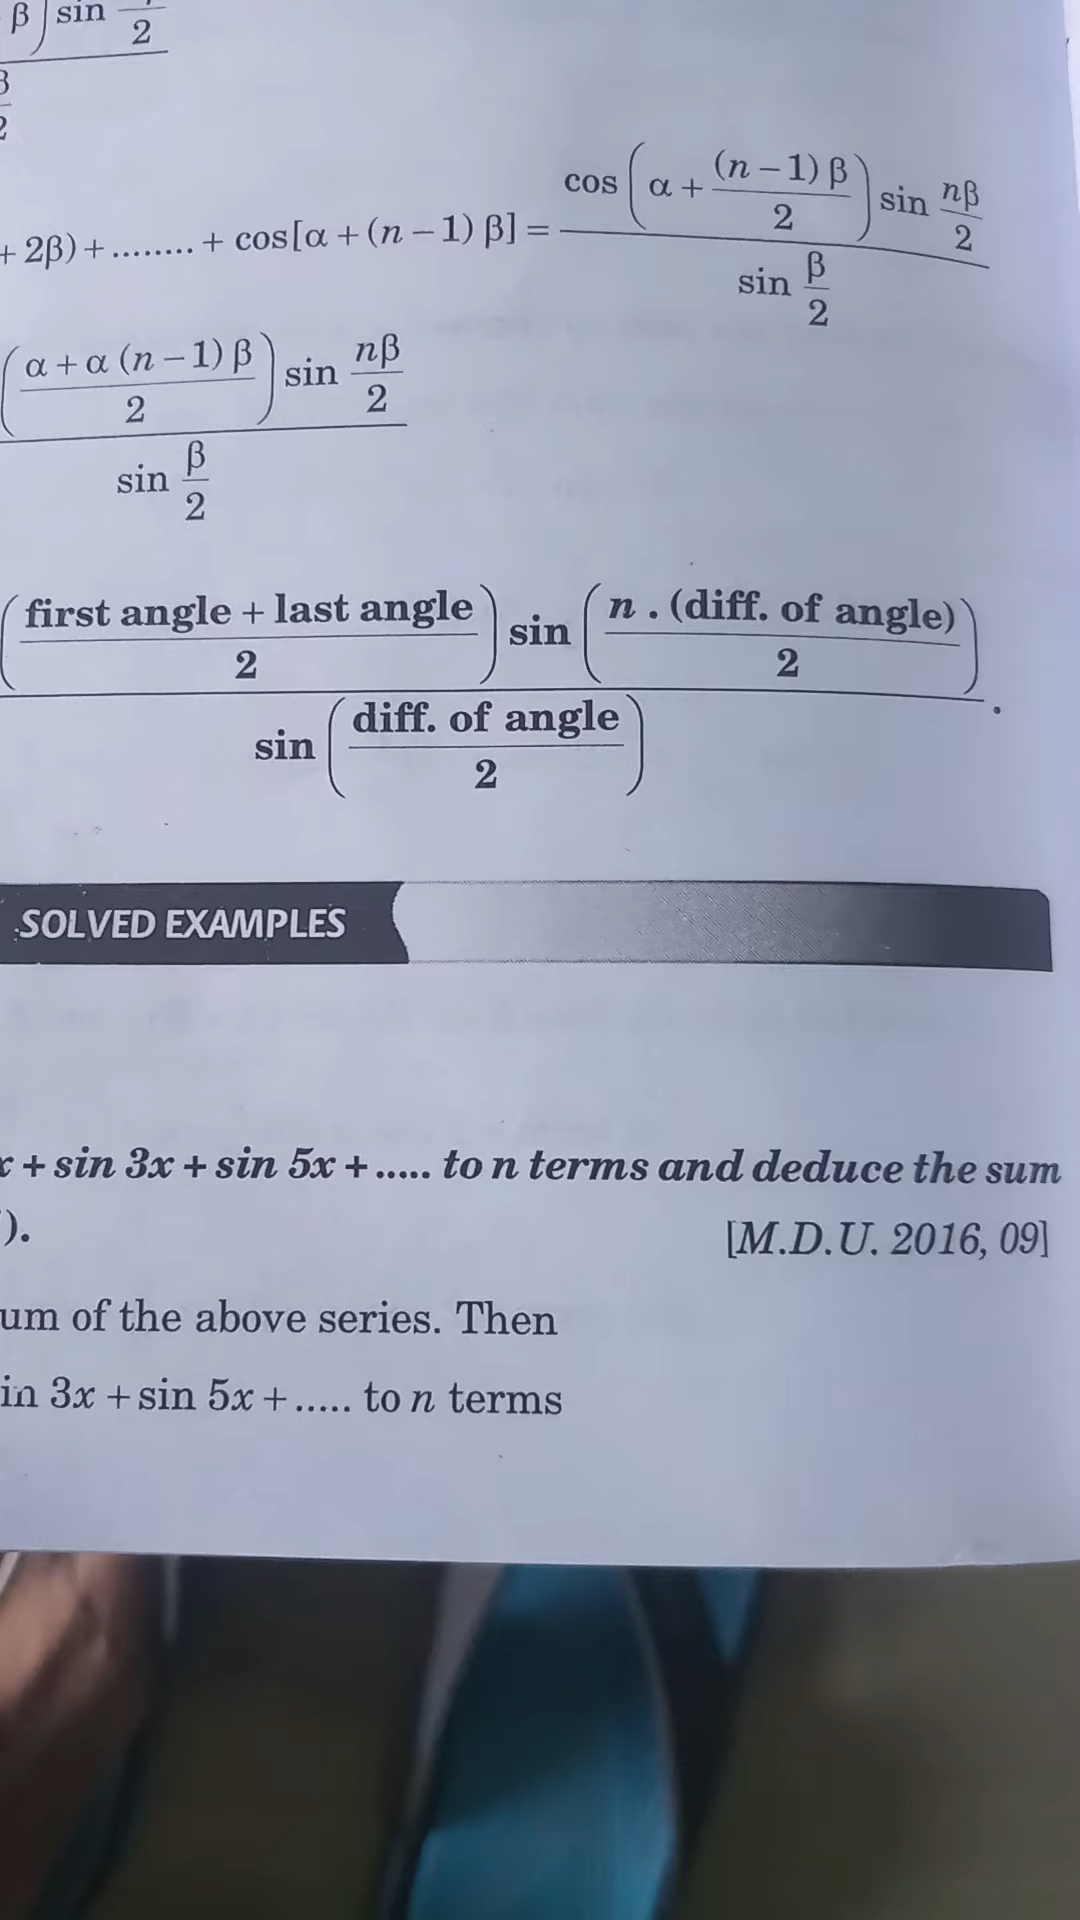 β) sin /2
β/2
+ 2β) + ........ + cos[α + (n – 1) β] = cos (α + (n – 1) β/2) sin nβ/2 / sin β/2
(α + α (n – 1) β/2) sin nβ/2 / sin β/2
(first angle + last angle/2) sin (n . (diff. of angle)/2) / sin (diff. of angle/2) .
SOLVED EXAMPLES
x + sin 3x + sin 5x + ..... to n terms and deduce the sum
). [M.D.U. 2016, 09]
um of the above series. Then
in 3x + sin 5x + ..... to n terms